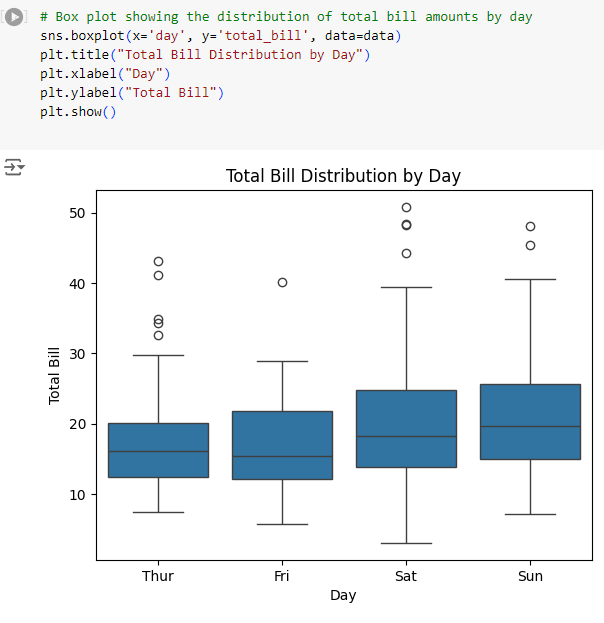 # Box plot showing the distribution of total bill amounts by day
sns.boxplot(x='day', y='total_bill', data=data)
plt.title("Total Bill Distribution by Day")
plt.xlabel("Day")
plt.ylabel("Total Bill")
plt.show()
Total Bill Distribution by Day
50
40
30
20
10
Total Bill
Thur Fri Sat Sun
Day